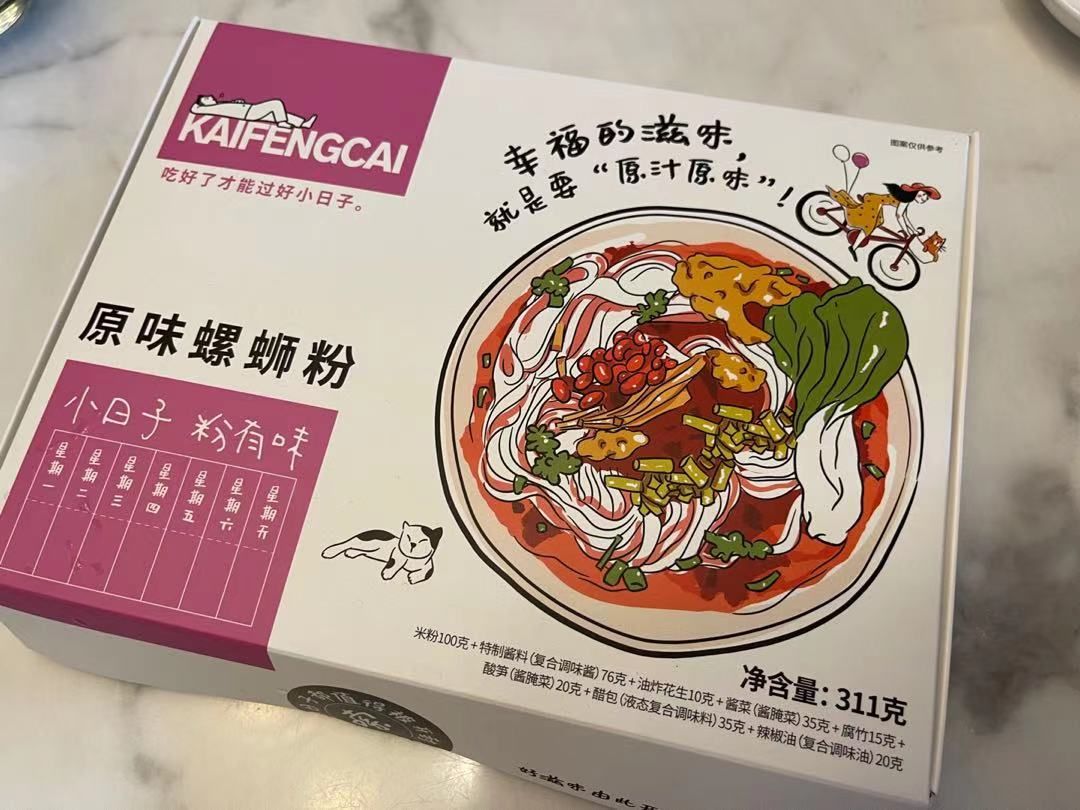 KAIFENGCAI
吃好了才能过好小日子。
幸福的滋味，
就是要“原汁原味”！
图案仅供参考
原味螺蛳粉
小日子 粉有味
星期一 星期二 星期三 星期四 星期五 星期六 星期五
米粉100克+特制酱料(复合调味酱)76克+油炸花生10克+酱菜(酱腌菜)35克+腐竹15克+
酸笋(酱腌菜)20克+醋包(液态复合调味料)35克+辣椒油(复合调味油)20克
净含量：311克
好滋味由此